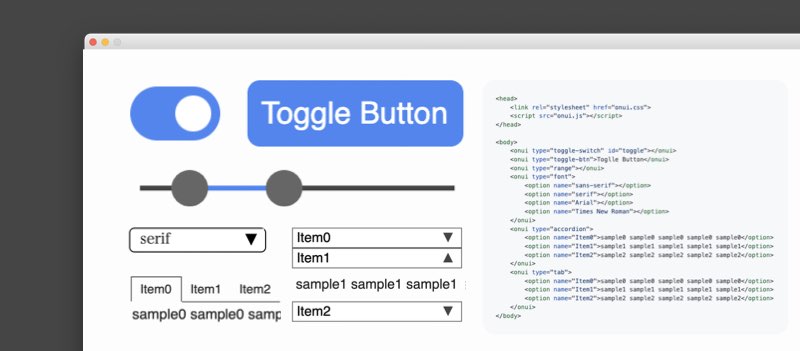 Toggle Button
serif ▼
Item0 ▼
Item1 ▲
sample1 sample1 sample1
Item2 ▼
Item0 Item1 Item2
sample0 sample0 samp
<head>
<link rel="stylesheet" href="onui.css">
<script src="onui.js"></script>
</head>
<body>
<onui type="toggle-switch" id="toggle"></onui>
<onui type="toggle-btn">Toglle Button</onui>
<onui type="range"></onui>
<onui type="font">
<option name="sans-serif"></option>
<option name="serif"></option>
<option name="Arial"></option>
<option name="Times New Roman"></option>
</onui>
<onui type="accordion">
<option name="Item0">sample0 sample0 sample0 sample0 sample0</option>
<option name="Item1">sample1 sample1 sample1 sample1 sample1</option>
<option name="Item2">sample2 sample2 sample2 sample2 sample2</option>
</onui>
<onui type="tab">
<option name="Item0">sample0 sample0 sample0 sample0 sample0</option>
<option name="Item1">sample1 sample1 sample1 sample1 sample1</option>
<option name="Item2">sample2 sample2 sample2 sample2 sample2</option>
</onui>
</body>